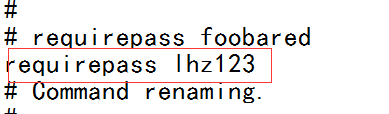 #
# requirepass foobared
requirepass lhz123
# Command renaming.
#